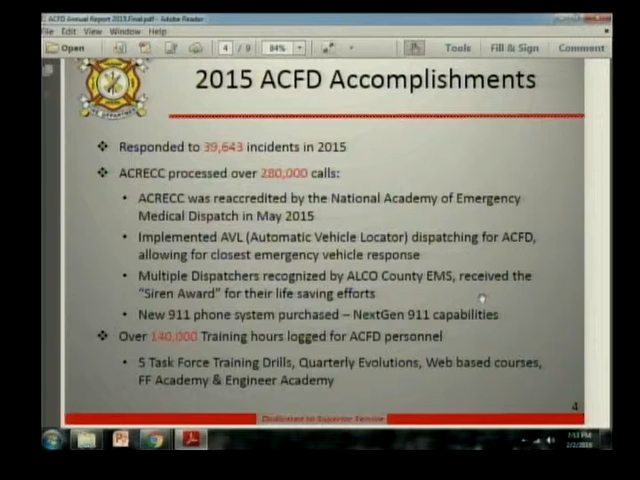 ACFD Annual Report 2015.Final.pdf - Adobe Reader
File Edit View Window Help
Open 4 / 9 84% Tools Fill & Sign Comment
2015 ACFD Accomplishments
❖ Responded to 39,643 incidents in 2015
❖ ACRECC processed over 280,000 calls:
• ACRECC was reaccredited by the National Academy of Emergency
Medical Dispatch in May 2015
• Implemented AVL (Automatic Vehicle Locator) dispatching for ACFD,
allowing for closest emergency vehicle response
• Multiple Dispatchers recognized by ALCO County EMS, received the
"Siren Award" for their life saving efforts
• New 911 phone system purchased – NextGen 911 capabilities
❖ Over 140,000 Training hours logged for ACFD personnel
• 5 Task Force Training Drills, Quarterly Evolutions, Web based courses,
FF Academy & Engineer Academy
4
Dedicated to Superior Service
7:53 PM